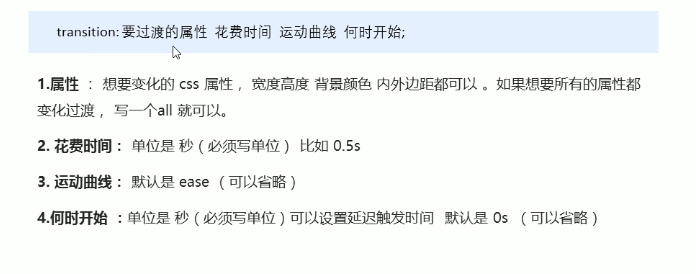 transition: 要过渡的属性 花费时间 运动曲线 何时开始;
1.属性 ： 想要变化的 css 属性， 宽度高度 背景颜色 内外边距都可以 。如果想要所有的属性都
变化过渡， 写一个all 就可以。
2. 花费时间： 单位是 秒（必须写单位） 比如 0.5s
3. 运动曲线： 默认是 ease （可以省略）
4.何时开始 ：单位是 秒（必须写单位）可以设置延迟触发时间 默认是 0s （可以省略）